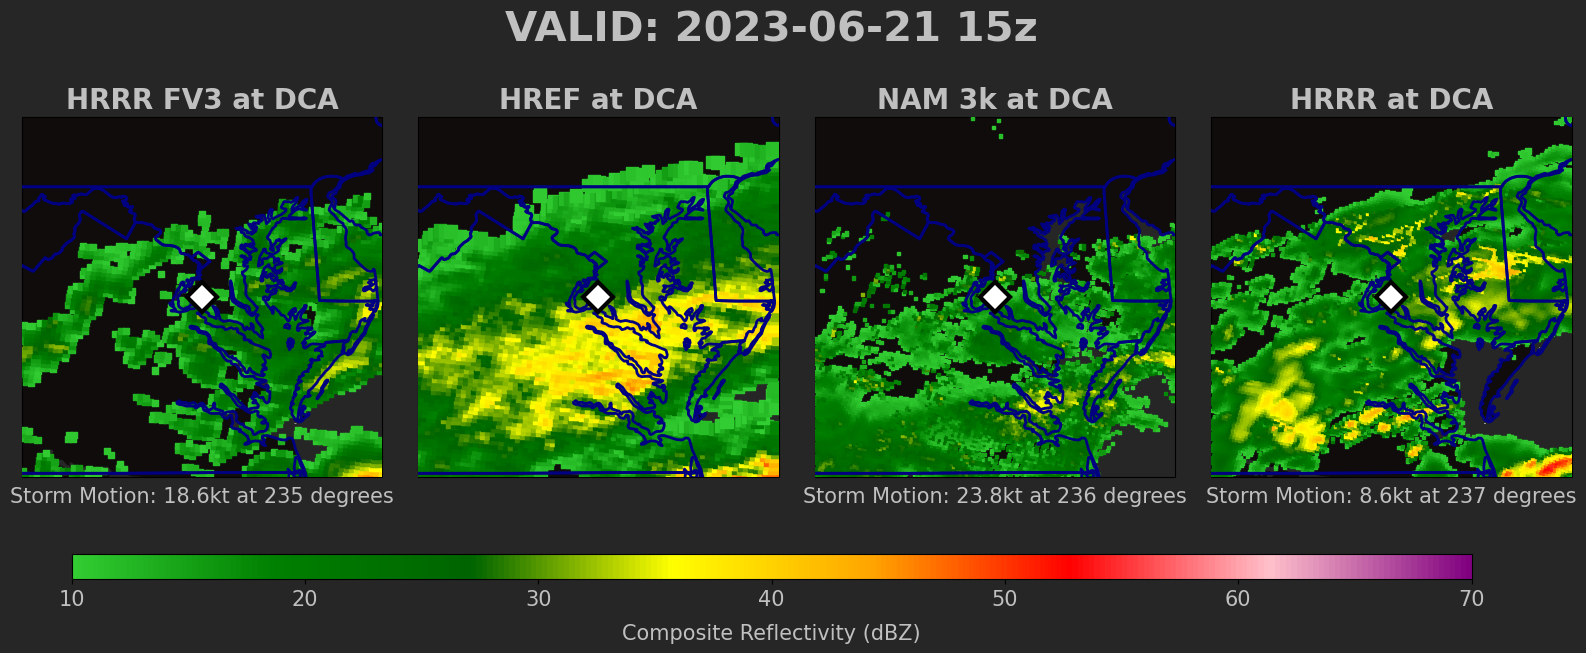 VALID: 2023-06-21 15z
HRRR FV3 at DCA
HREF at DCA
NAM 3k at DCA
HRRR at DCA
Storm Motion: 18.6kt at 235 degrees
Storm Motion: 23.8kt at 236 degrees
Storm Motion: 8.6kt at 237 degrees
10 20 30 40 50 60 70
Composite Reflectivity (dBZ)